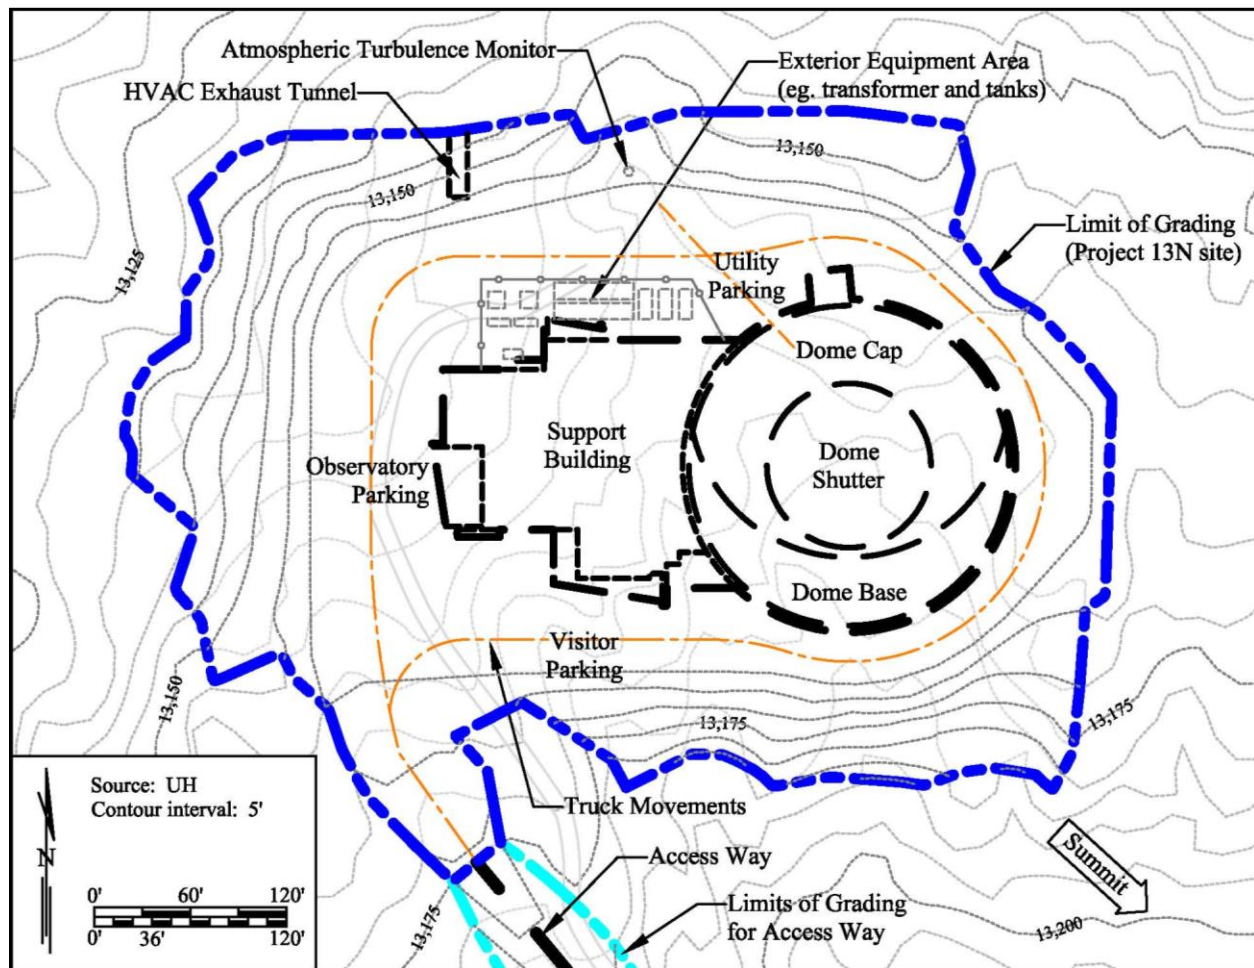 Atmospheric Turbulence Monitor
HVAC Exhaust Tunnel
Exterior Equipment Area
(eg. transformer and tanks)
13,150
13,150
13,125
Limit of Grading
(Project 13N site)
Utility
Parking
Dome Cap
Support
Building
Dome
Shutter
Observatory
Parking
Dome Base
Visitor
Parking
13,150
13,175
13,175
Source: UH
Contour interval: 5'
Truck Movements
N
0' 60' 120'
0' 36' 120'
Access Way
Summit
Limits of Grading
for Access Way
13,175
13,200